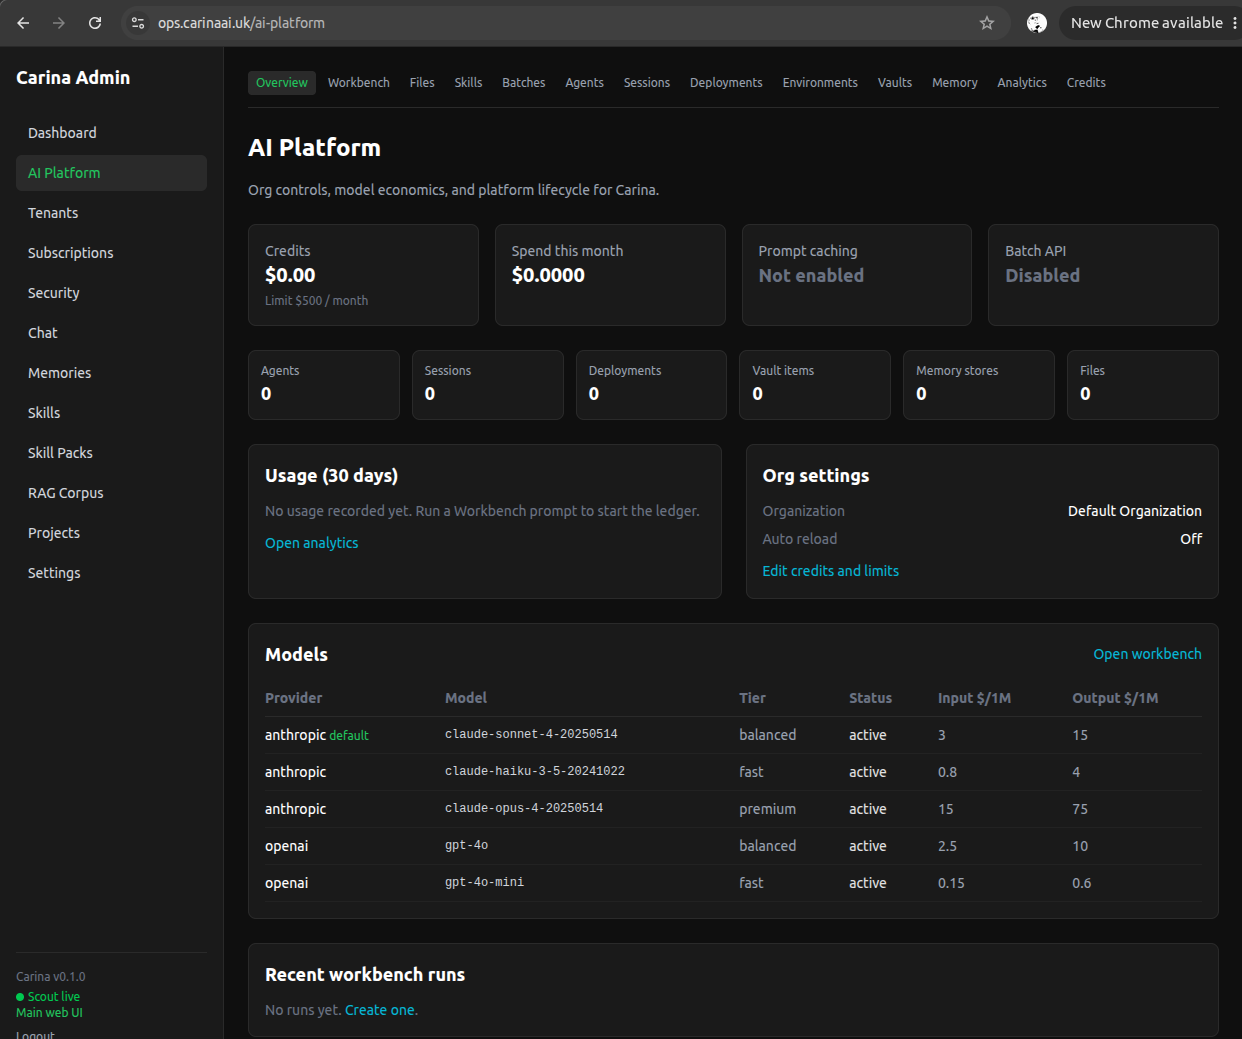 ops.carinaai.uk/ai-platform
New Chrome available
Carina Admin
Dashboard
AI Platform
Tenants
Subscriptions
Security
Chat
Memories
Skills
Skill Packs
RAG Corpus
Projects
Settings
Carina v0.1.0
Scout live
Main web UI
Logout
Overview Workbench Files Skills Batches Agents Sessions Deployments Environments Vaults Memory Analytics Credits
AI Platform
Org controls, model economics, and platform lifecycle for Carina.
Credits
$0.00
Limit $500 / month
Spend this month
$0.0000
Prompt caching
Not enabled
Batch API
Disabled
Agents
0
Sessions
0
Deployments
0
Vault items
0
Memory stores
0
Files
0
Usage (30 days)
No usage recorded yet. Run a Workbench prompt to start the ledger.
Open analytics
Org settings
Organization Default Organization
Auto reload Off
Edit credits and limits
Models Open workbench
Provider Model Tier Status Input $/1M Output $/1M
anthropic default claude-sonnet-4-20250514 balanced active 3 15
anthropic claude-haiku-3-5-20241022 fast active 0.8 4
anthropic claude-opus-4-20250514 premium active 15 75
openai gpt-4o balanced active 2.5 10
openai gpt-4o-mini fast active 0.15 0.6
Recent workbench runs
No runs yet. Create one.